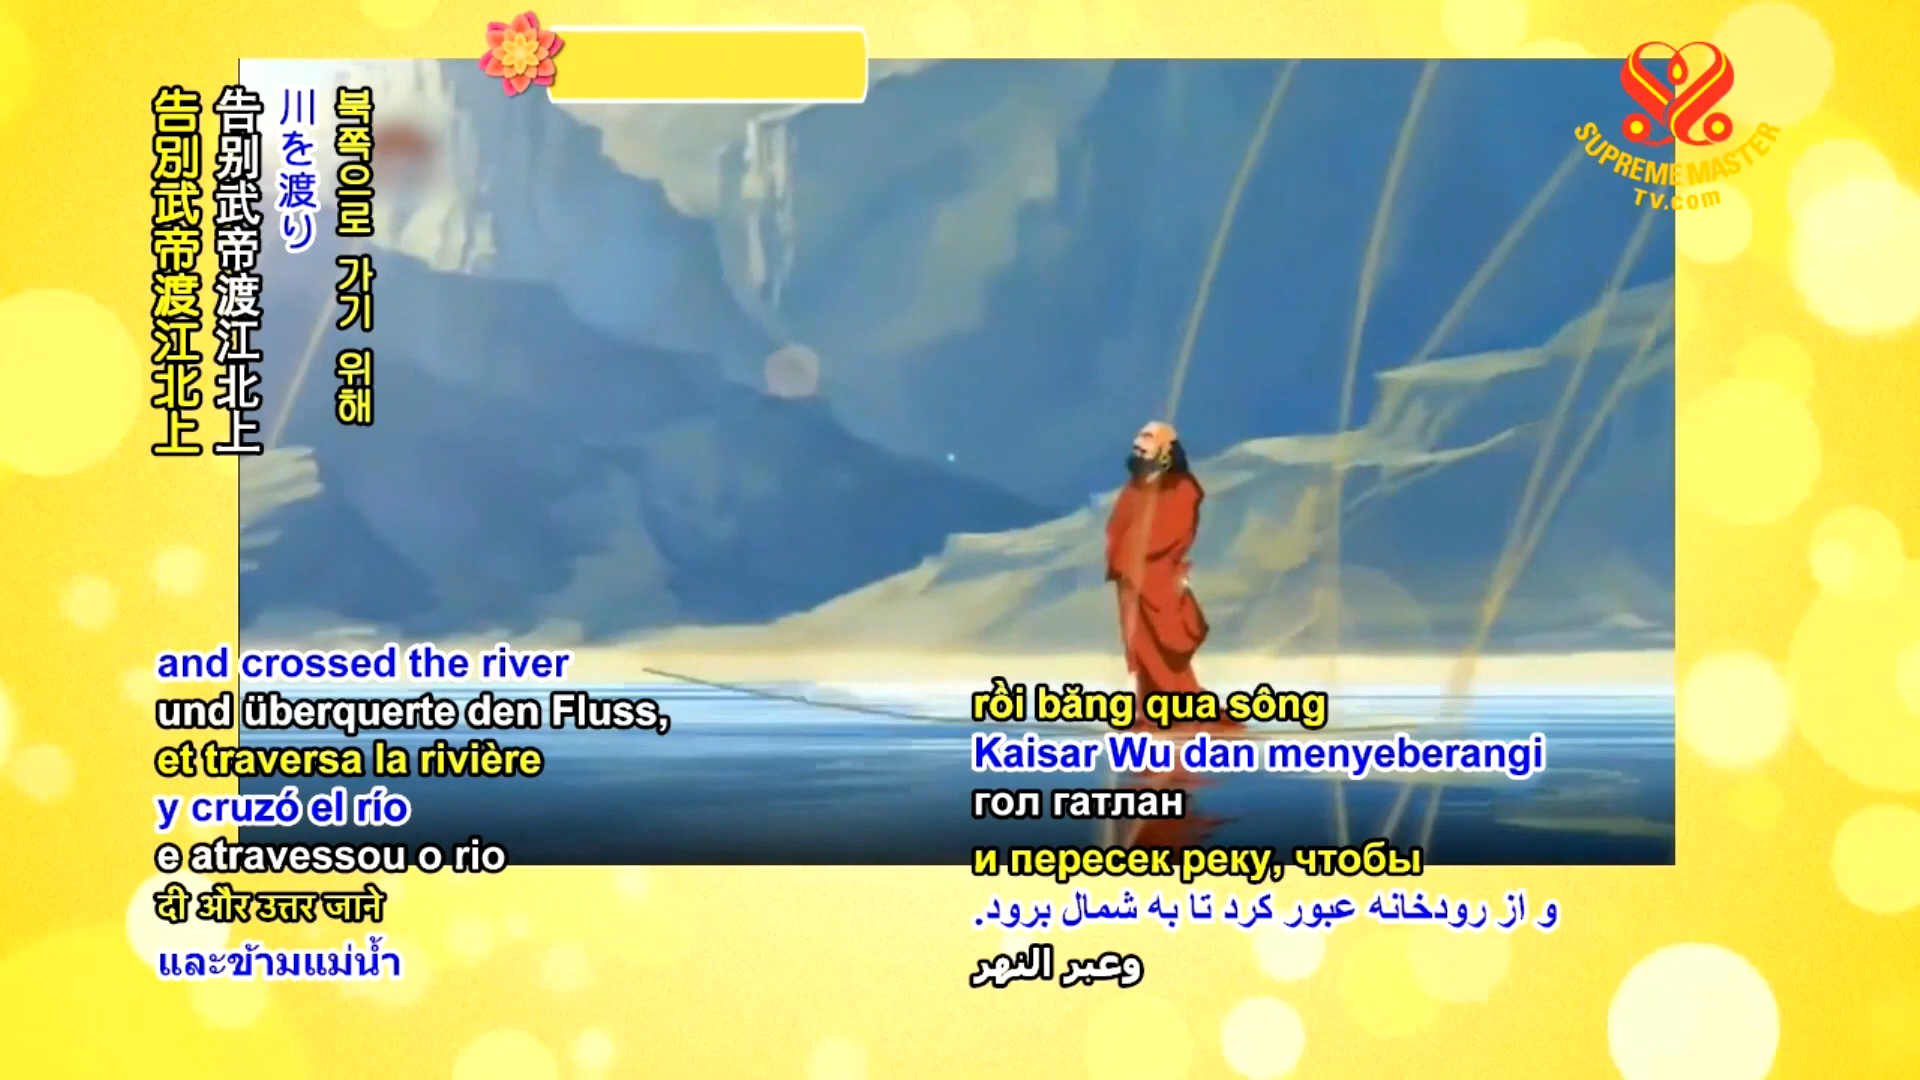 告別武帝渡江北上
告别武帝渡江北上
川を渡り
북쪽으로 가기 위해
SUPREME MASTER
TV.com
and crossed the river
und überquerte den Fluss,
et traversa la rivière
y cruzó el río
e atravessou o rio
दी और उत्तर जाने
และข้ามแม่น้ำ
rồi băng qua sông
Kaisar Wu dan menyeberangi
гол гатлан
и пересек реку, чтобы
و از رودخانه عبور کرد تا به شمال برود.
وعبر النهر